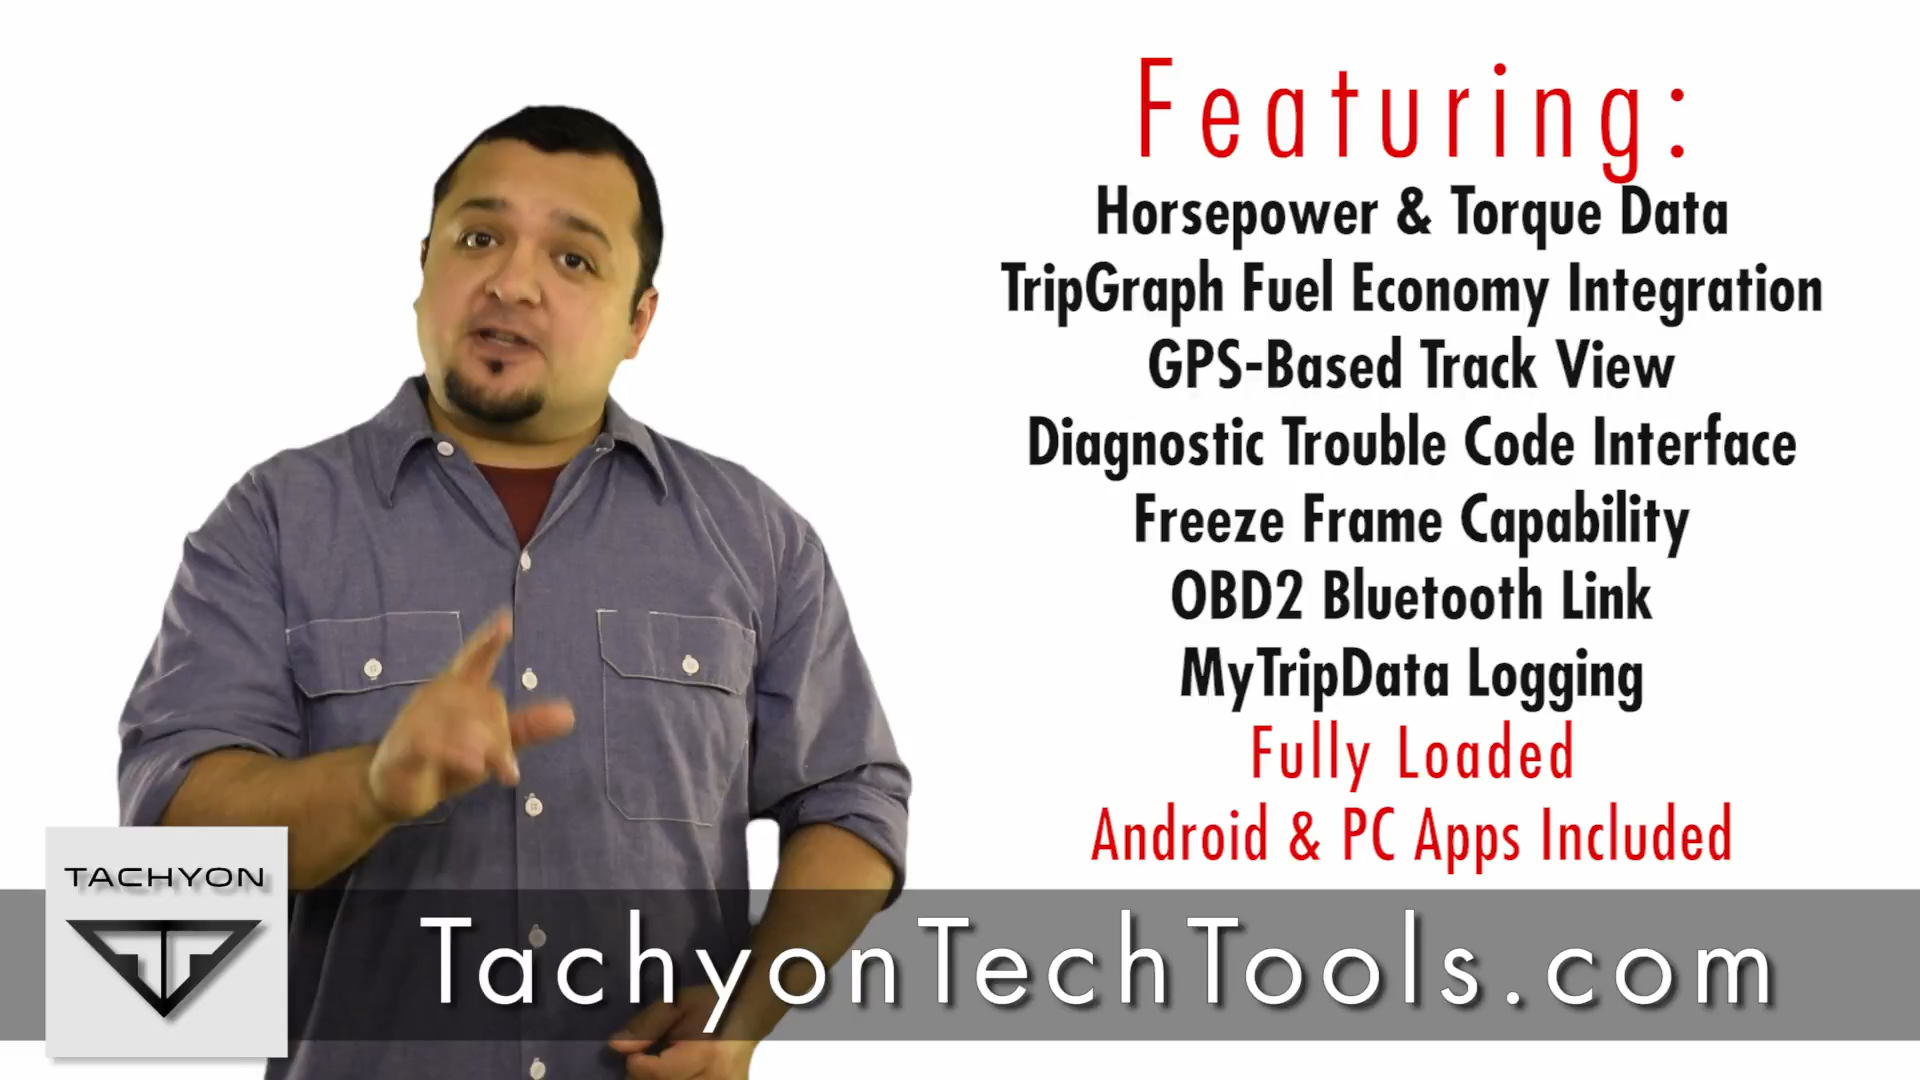 Featuring:
Horsepower & Torque Data
TripGraph Fuel Economy Integration
GPS-Based Track View
Diagnostic Trouble Code Interface
Freeze Frame Capability
OBD2 Bluetooth Link
MyTripData Logging
Fully Loaded
Android & PC Apps Included
TACHYON
TachyonTechTools.com